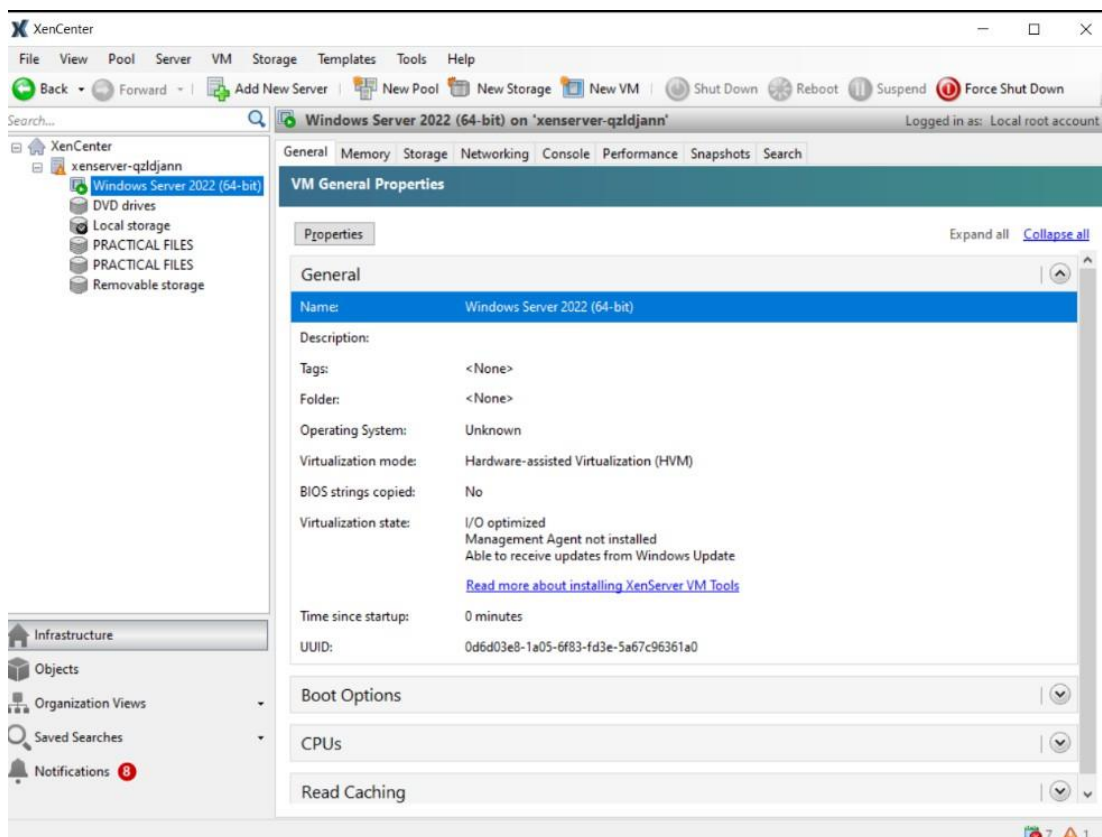 XenCenter
File View Pool Server VM Storage Templates Tools Help
Back Forward Add New Server New Pool New Storage New VM Shut Down Reboot Suspend Force Shut Down
Search...
Windows Server 2022 (64-bit) on 'xenserver-qzldjann' Logged in as: Local root account
XenCenter
xenserver-qzldjann
Windows Server 2022 (64-bit)
DVD drives
Local storage
PRACTICAL FILES
PRACTICAL FILES
Removable storage
General Memory Storage Networking Console Performance Snapshots Search
VM General Properties
Properties Expand all Collapse all
General
Name: Windows Server 2022 (64-bit)
Description:
Tags: <None>
Folder: <None>
Operating System: Unknown
Virtualization mode: Hardware-assisted Virtualization (HVM)
BIOS strings copied: No
Virtualization state: I/O optimized
Management Agent not installed
Able to receive updates from Windows Update
Read more about installing XenServer VM Tools
Time since startup: 0 minutes
UUID: 0d6d03e8-1a05-6f83-fd3e-5a67c96361a0
Boot Options
CPUs
Read Caching
Infrastructure
Objects
Organization Views
Saved Searches
Notifications 8
7 1